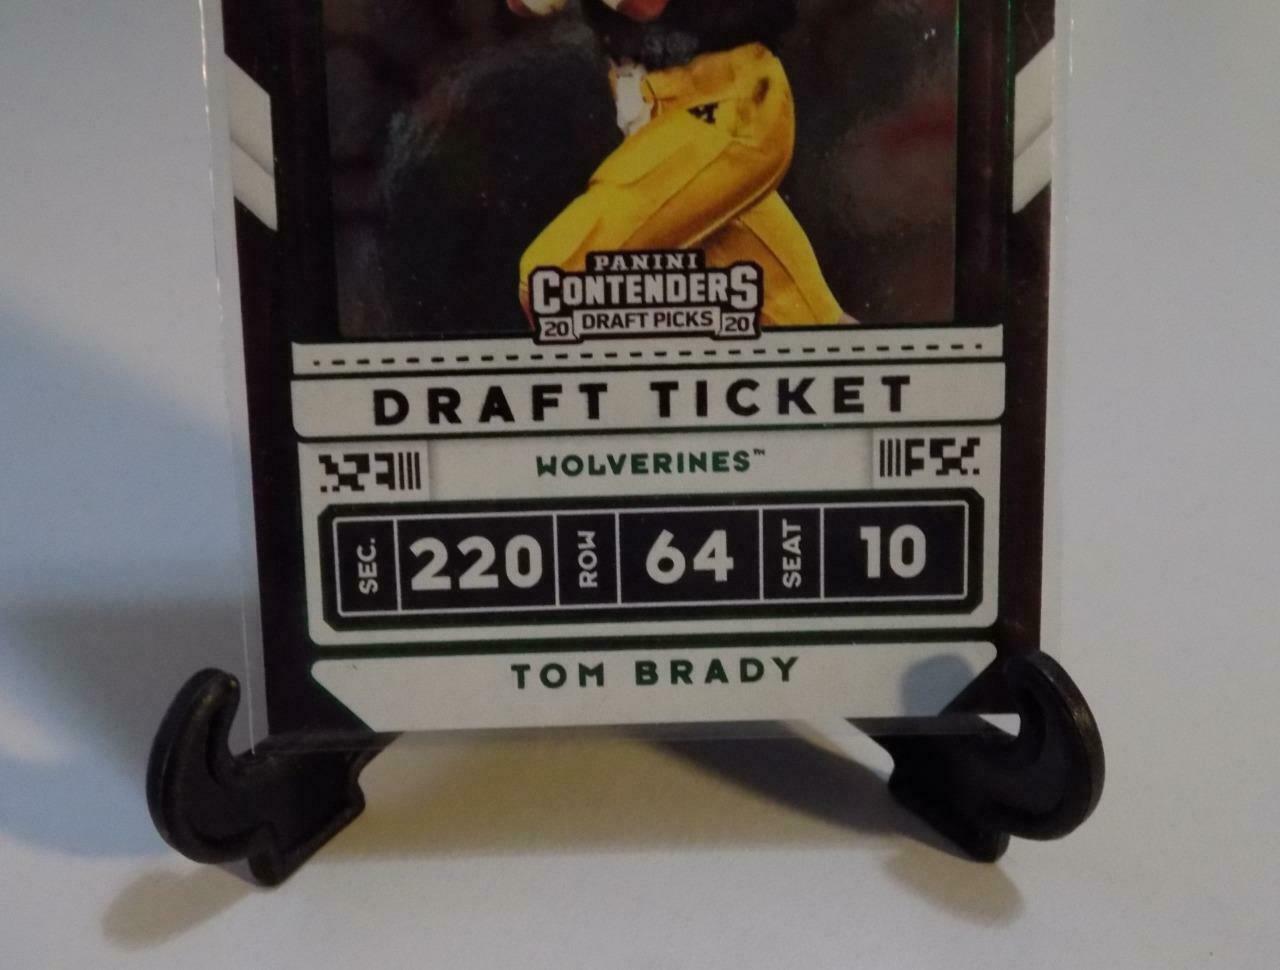 M
PANINI
CONTENDERS
20 DRAFT PICKS 20
DRAFT TICKET
WOLVERINES™
SEC. 220 ROW 64 SEAT 10
TOM BRADY